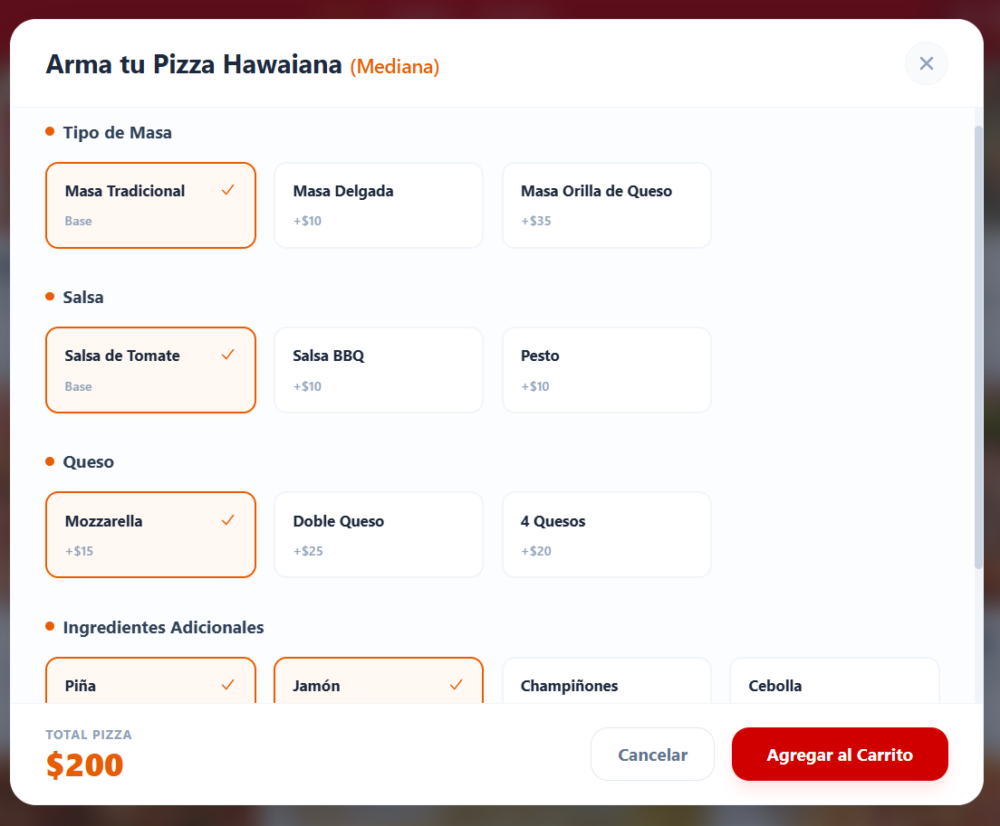 Arma tu Pizza Hawaiana (Mediana)
Tipo de Masa
Masa Tradicional
Base
Masa Delgada
+$10
Masa Orilla de Queso
+$35
Salsa
Salsa de Tomate
Base
Salsa BBQ
+$10
Pesto
+$10
Queso
Mozzarella
+$15
Doble Queso
+$25
4 Quesos
+$20
Ingredientes Adicionales
Piña
Jamón
Champiñones
Cebolla
TOTAL PIZZA
$200
Cancelar
Agregar al Carrito